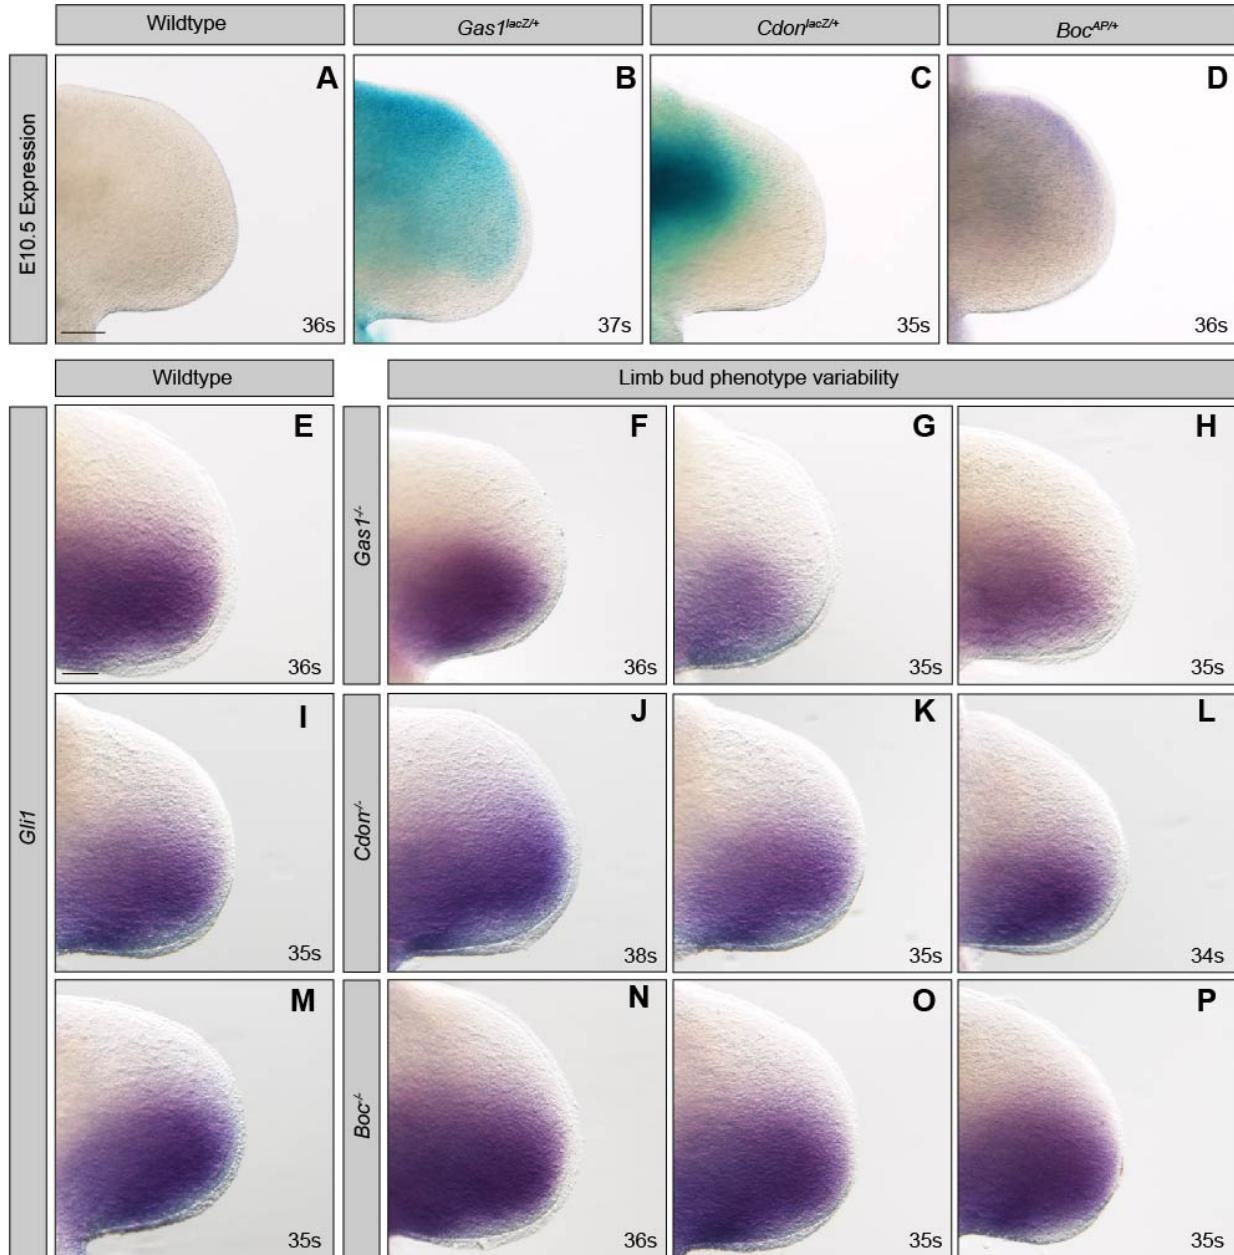 Wildtype
Gas1lacZ/+
CdonlacZ/+
BocAP/+
E10.5 Expression
A
B
C
D
36s
37s
35s
36s
Wildtype
Limb bud phenotype variability
Gli1
Gas1-/-
E
F
G
H
36s
36s
35s
35s
Cdon-/-
I
J
K
L
35s
38s
35s
34s
Boc-/-
M
N
O
P
35s
36s
35s
35s